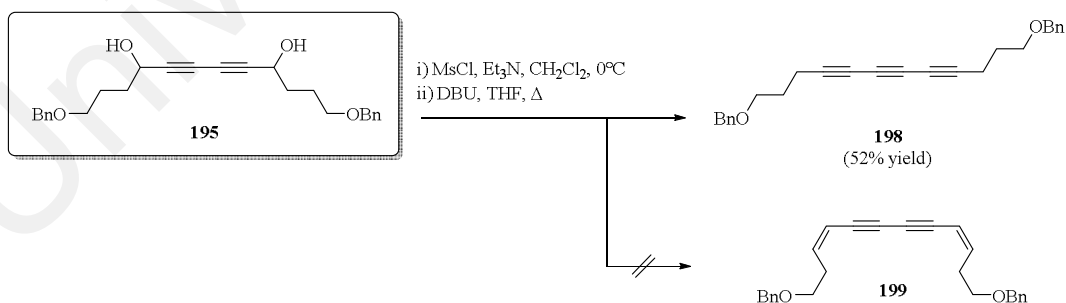 HO
OH
BnO
OBn
195
i) MsCl, Et₃N, CH₂Cl₂, 0°C
ii) DBU, THF, Δ
OBn
BnO
198
(52% yield)
BnO
OBn
199
Univ